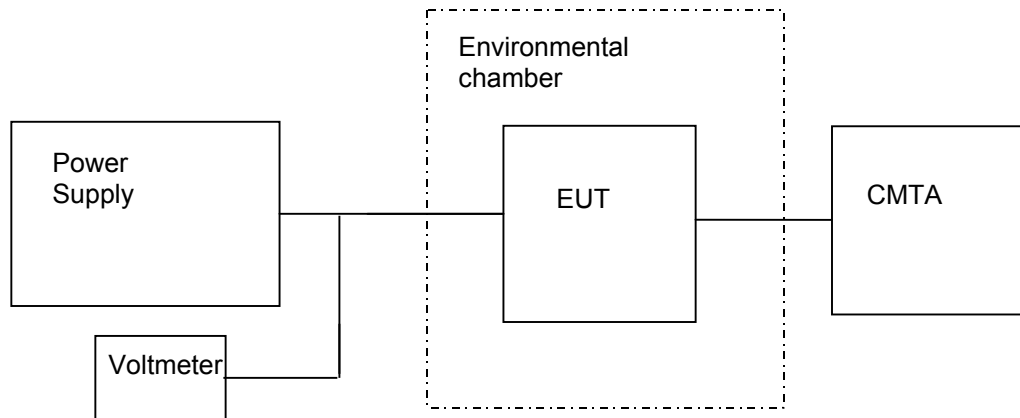 Environmental
chamber
Power
Supply
EUT
CMTA
Voltmeter